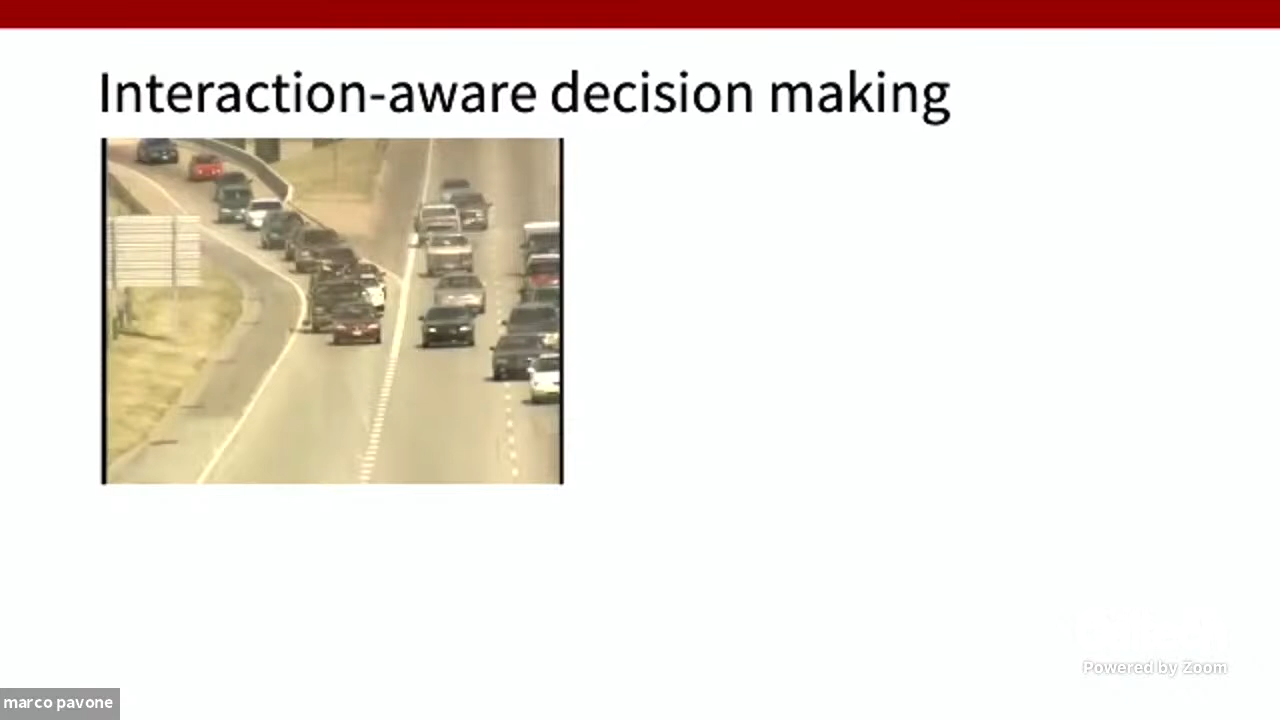 Interaction-aware decision making
Powered by Zoom
marco pavone